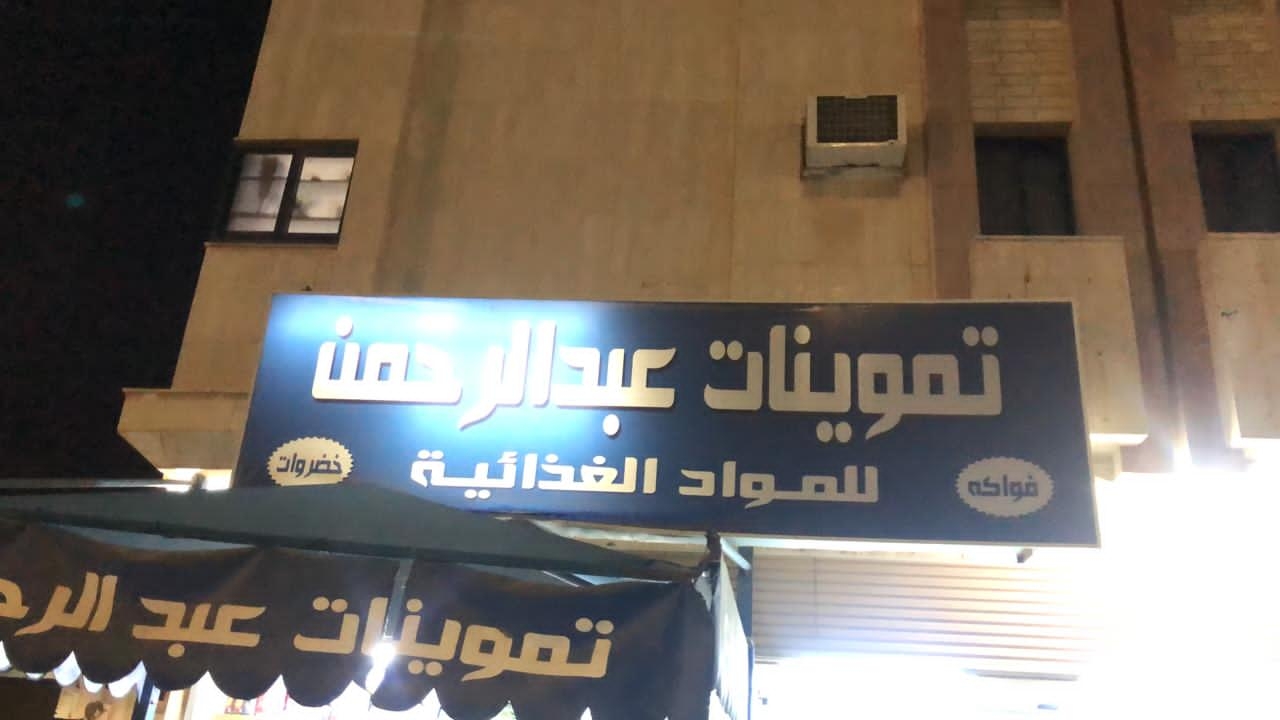 تموينات عبدالرحمن
للمواد الغذائية
فواكه
خضروات
تموينات عبد